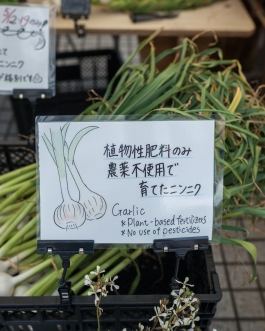 植物性肥料のみ
農薬不使用で
育てたニンニク
Garlic
*Plant-based fertilizers
*No use of pesticides